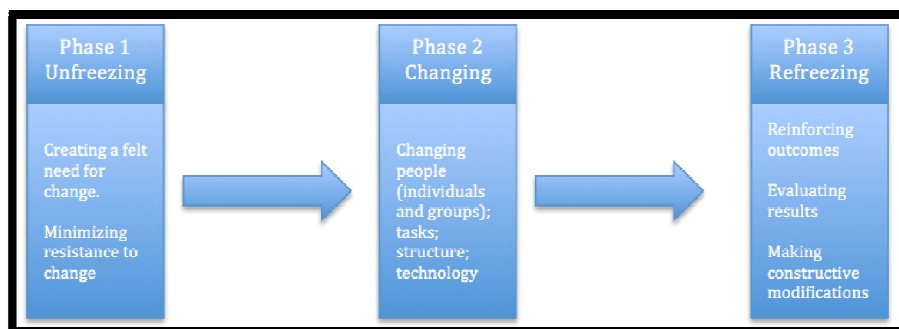 Phase 1
Unfreezing
Creating a felt
need for
change.
Minimizing
resistance to
change
Phase 2
Changing
Changing
people
(individuals
and groups);
tasks;
structure;
technology
Phase 3
Refreezing
Reinforcing
outcomes
Evaluating
results
Making
constructive
modifications